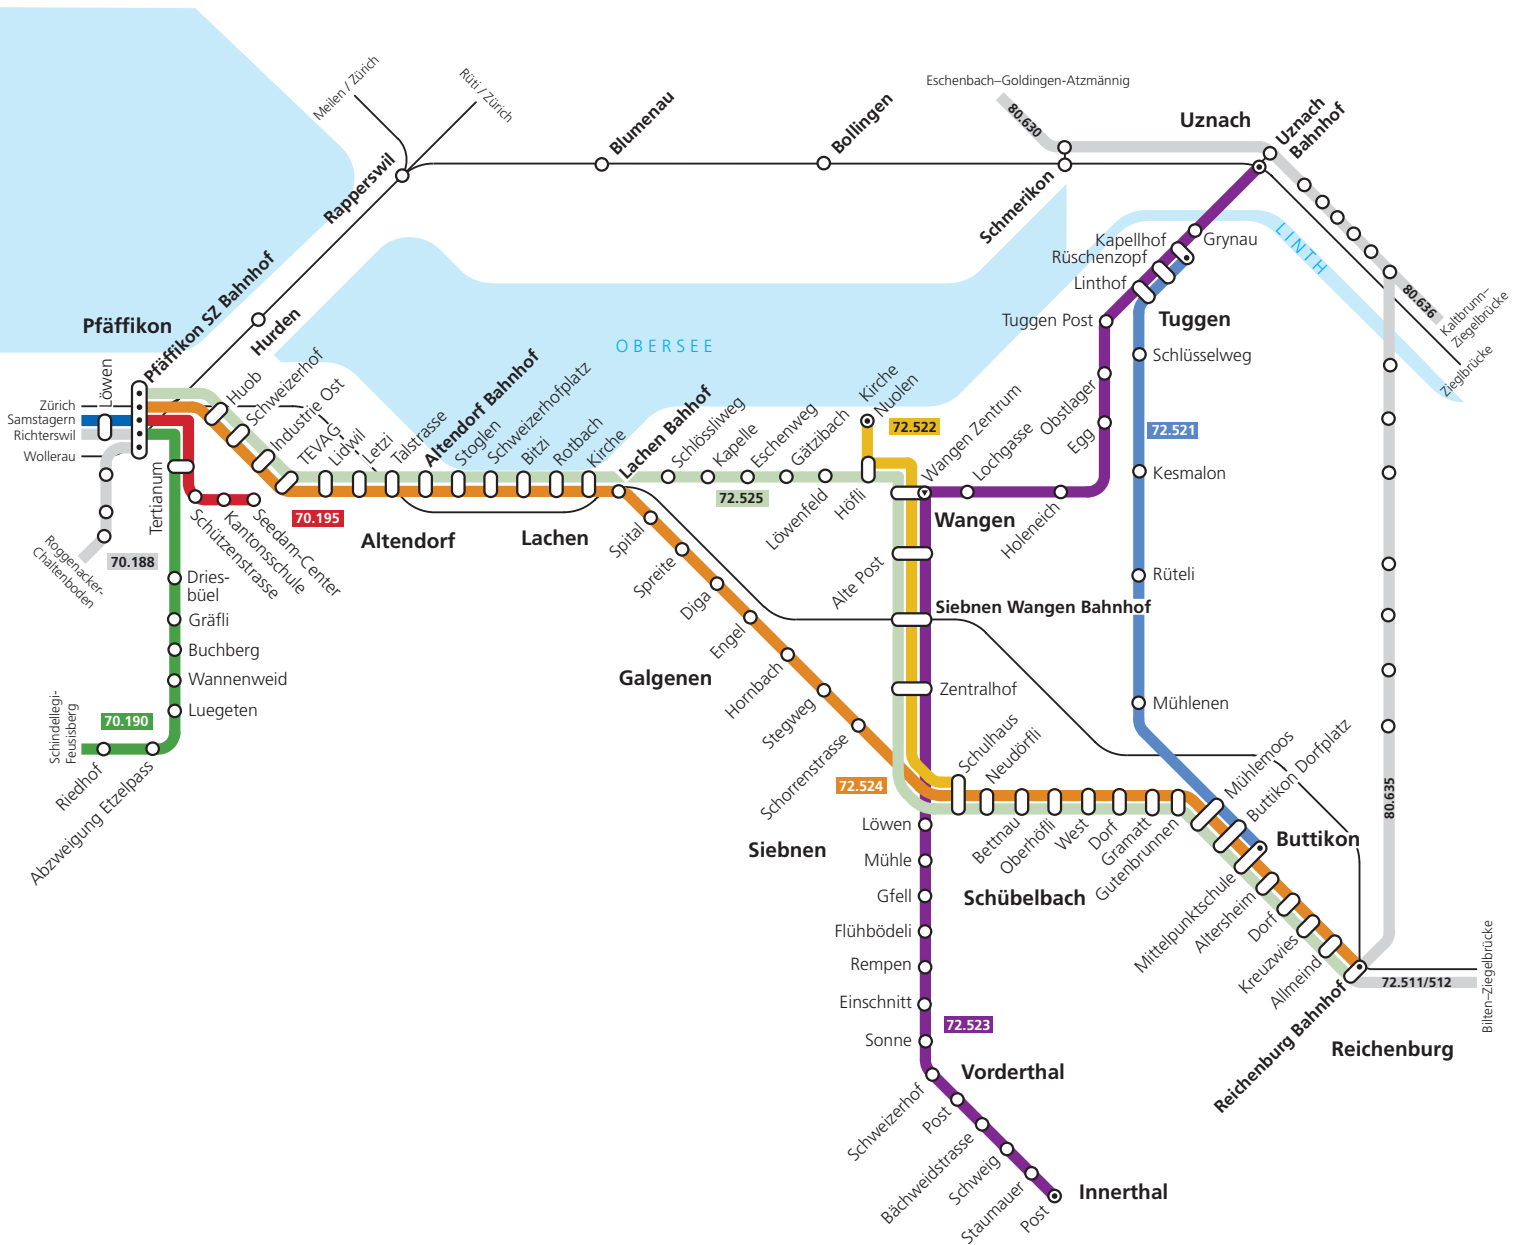 Eschenbach–Goldingen-Atzmännig
80.630
Meilen / Zürich
Rüti / Zürich
Blumenau
Bollingen
Uznach
Uznach
Bahnhof
Rapperswil
Schmerikon
LINTH
80.636
Kaltbrunn–
Ziegelbrücke
Zieglbrücke
Kapellhof
Grynau
Rüschenzopf
Linthof
Tuggen Post
Tuggen
Pfäffikon
Pfäffikon SZ Bahnhof
Hurden
OBERSEE
Löwen
Zürich
Samstagern
Richterswil
Wollerau
Huob
Schweizerhof
Industrie Ost
TEVAG
Lidwil
Letzi
Talstrasse
Altendorf Bahnhof
Stoglen
Schweizerhofplatz
Bitzi
Rotbach
Kirche
Lachen Bahnhof
Schlössliweg
Kapelle
Eschenweg
Gätzibach
Löwenfeld
Höfli
Kirche
Nuolen
72.522
Wangen Zentrum
Lochgasse
Holeneich
Egg
Obstlager
Schlüsselweg
72.521
Kesmalon
Rüteli
Mühlenen
72.525
Wangen
Tertianum
70.195
Schützenstrasse
Kantonsschule
Seedam-Center
Altendorf
Lachen
70.188
Roggenacker-
Chaltenboden
Dries-
büel
Gräfli
Buchberg
Wannenweid
Luegeten
70.190
Schindellegi-
Feusisberg
Riedhof
Abzweigung Etzelpass
Spital
Spreite
Diga
Engel
Hornbach
Stegweg
Schorrenstrasse
Galgenen
Alte Post
Siebnen Wangen Bahnhof
Zentralhof
72.524
Schulhaus
Neudörfli
Bettnau
Oberhöfli
West
Dorf
Gramatt
Gutenbrunnen
Mühlemoos
Buttikon Dorfplatz
80.635
Siebnen
Löwen
Mühle
Gfell
Flühbödeli
Rempen
Einschnitt
Sonne
Schübelbach
Buttikon
Mittelpunktschule
Altersheim
Dorf
Kreuzwies
Allmeind
Reichenburg Bahnhof
72.511/512
Bilten–Ziegelbrücke
Reichenburg
72.523
Vorderthal
Schweizerhof
Post
Bächweidstrasse
Schweig
Staumauer
Post
Innerthal